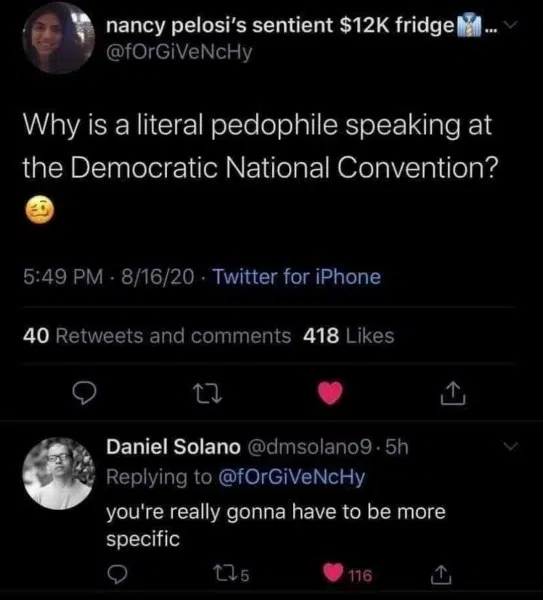 nancy pelosi's sentient $12K fridge👔...
@fOrGiVeNcHy
Why is a literal pedophile speaking at
the Democratic National Convention?
🥴
5:49 PM · 8/16/20 · Twitter for iPhone
40 Retweets and comments 418 Likes
Daniel Solano @dmsolano9 · 5h
Replying to @fOrGiVeNcHy
you're really gonna have to be more
specific
5 116